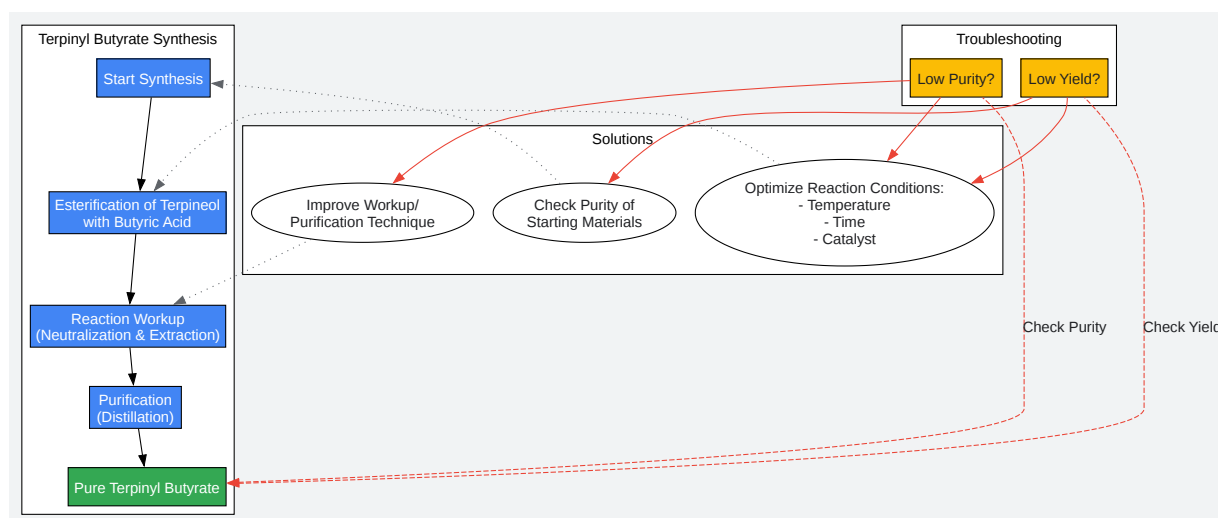 Terpinyl Butyrate Synthesis
Start Synthesis
Esterification of Terpineol
with Butyric Acid
Reaction Workup
(Neutralization & Extraction)
Purification
(Distillation)
Pure Terpinyl Butyrate
Troubleshooting
Low Purity?
Low Yield?
Solutions
Improve Workup/
Purification Technique
Check Purity of
Starting Materials
Optimize Reaction Conditions:
- Temperature
- Time
- Catalyst
Check Purity
Check Yield